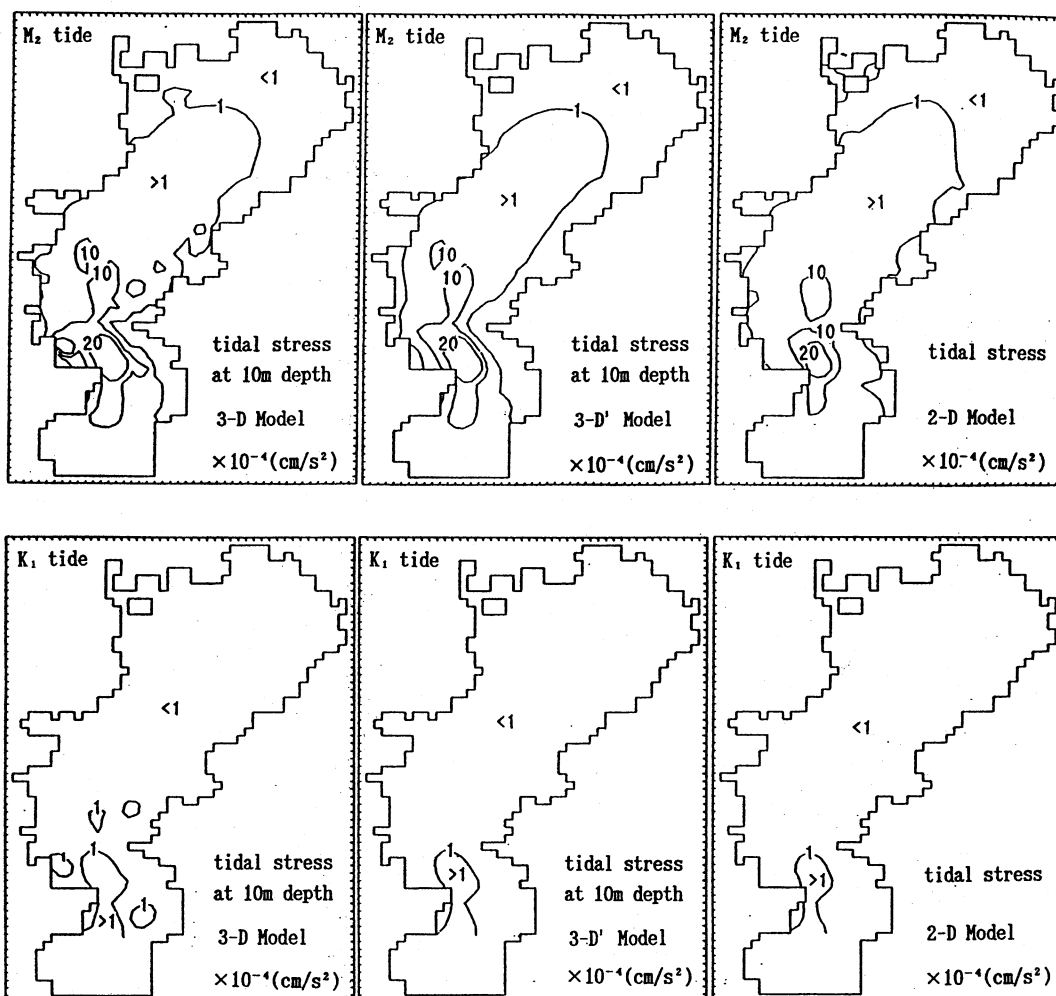 M₂ tide
<1
1
>1
10
10
20
tidal stress
at 10m depth
3-D Model
×10⁻⁴(cm/s²)
M₂ tide
<1
1
>1
10
10
20
tidal stress
at 10m depth
3-D' Model
×10⁻⁴(cm/s²)
M₂ tide
<1
1
>1
10
10
20
tidal stress
2-D Model
×10⁻⁴(cm/s²)
K₁ tide
<1
1
1
1
1
>1
tidal stress
at 10m depth
3-D Model
×10⁻⁴(cm/s²)
K₁ tide
<1
1
>1
tidal stress
at 10m depth
3-D' Model
×10⁻⁴(cm/s²)
K₁ tide
<1
1
>1
tidal stress
2-D Model
×10⁻⁴(cm/s²)